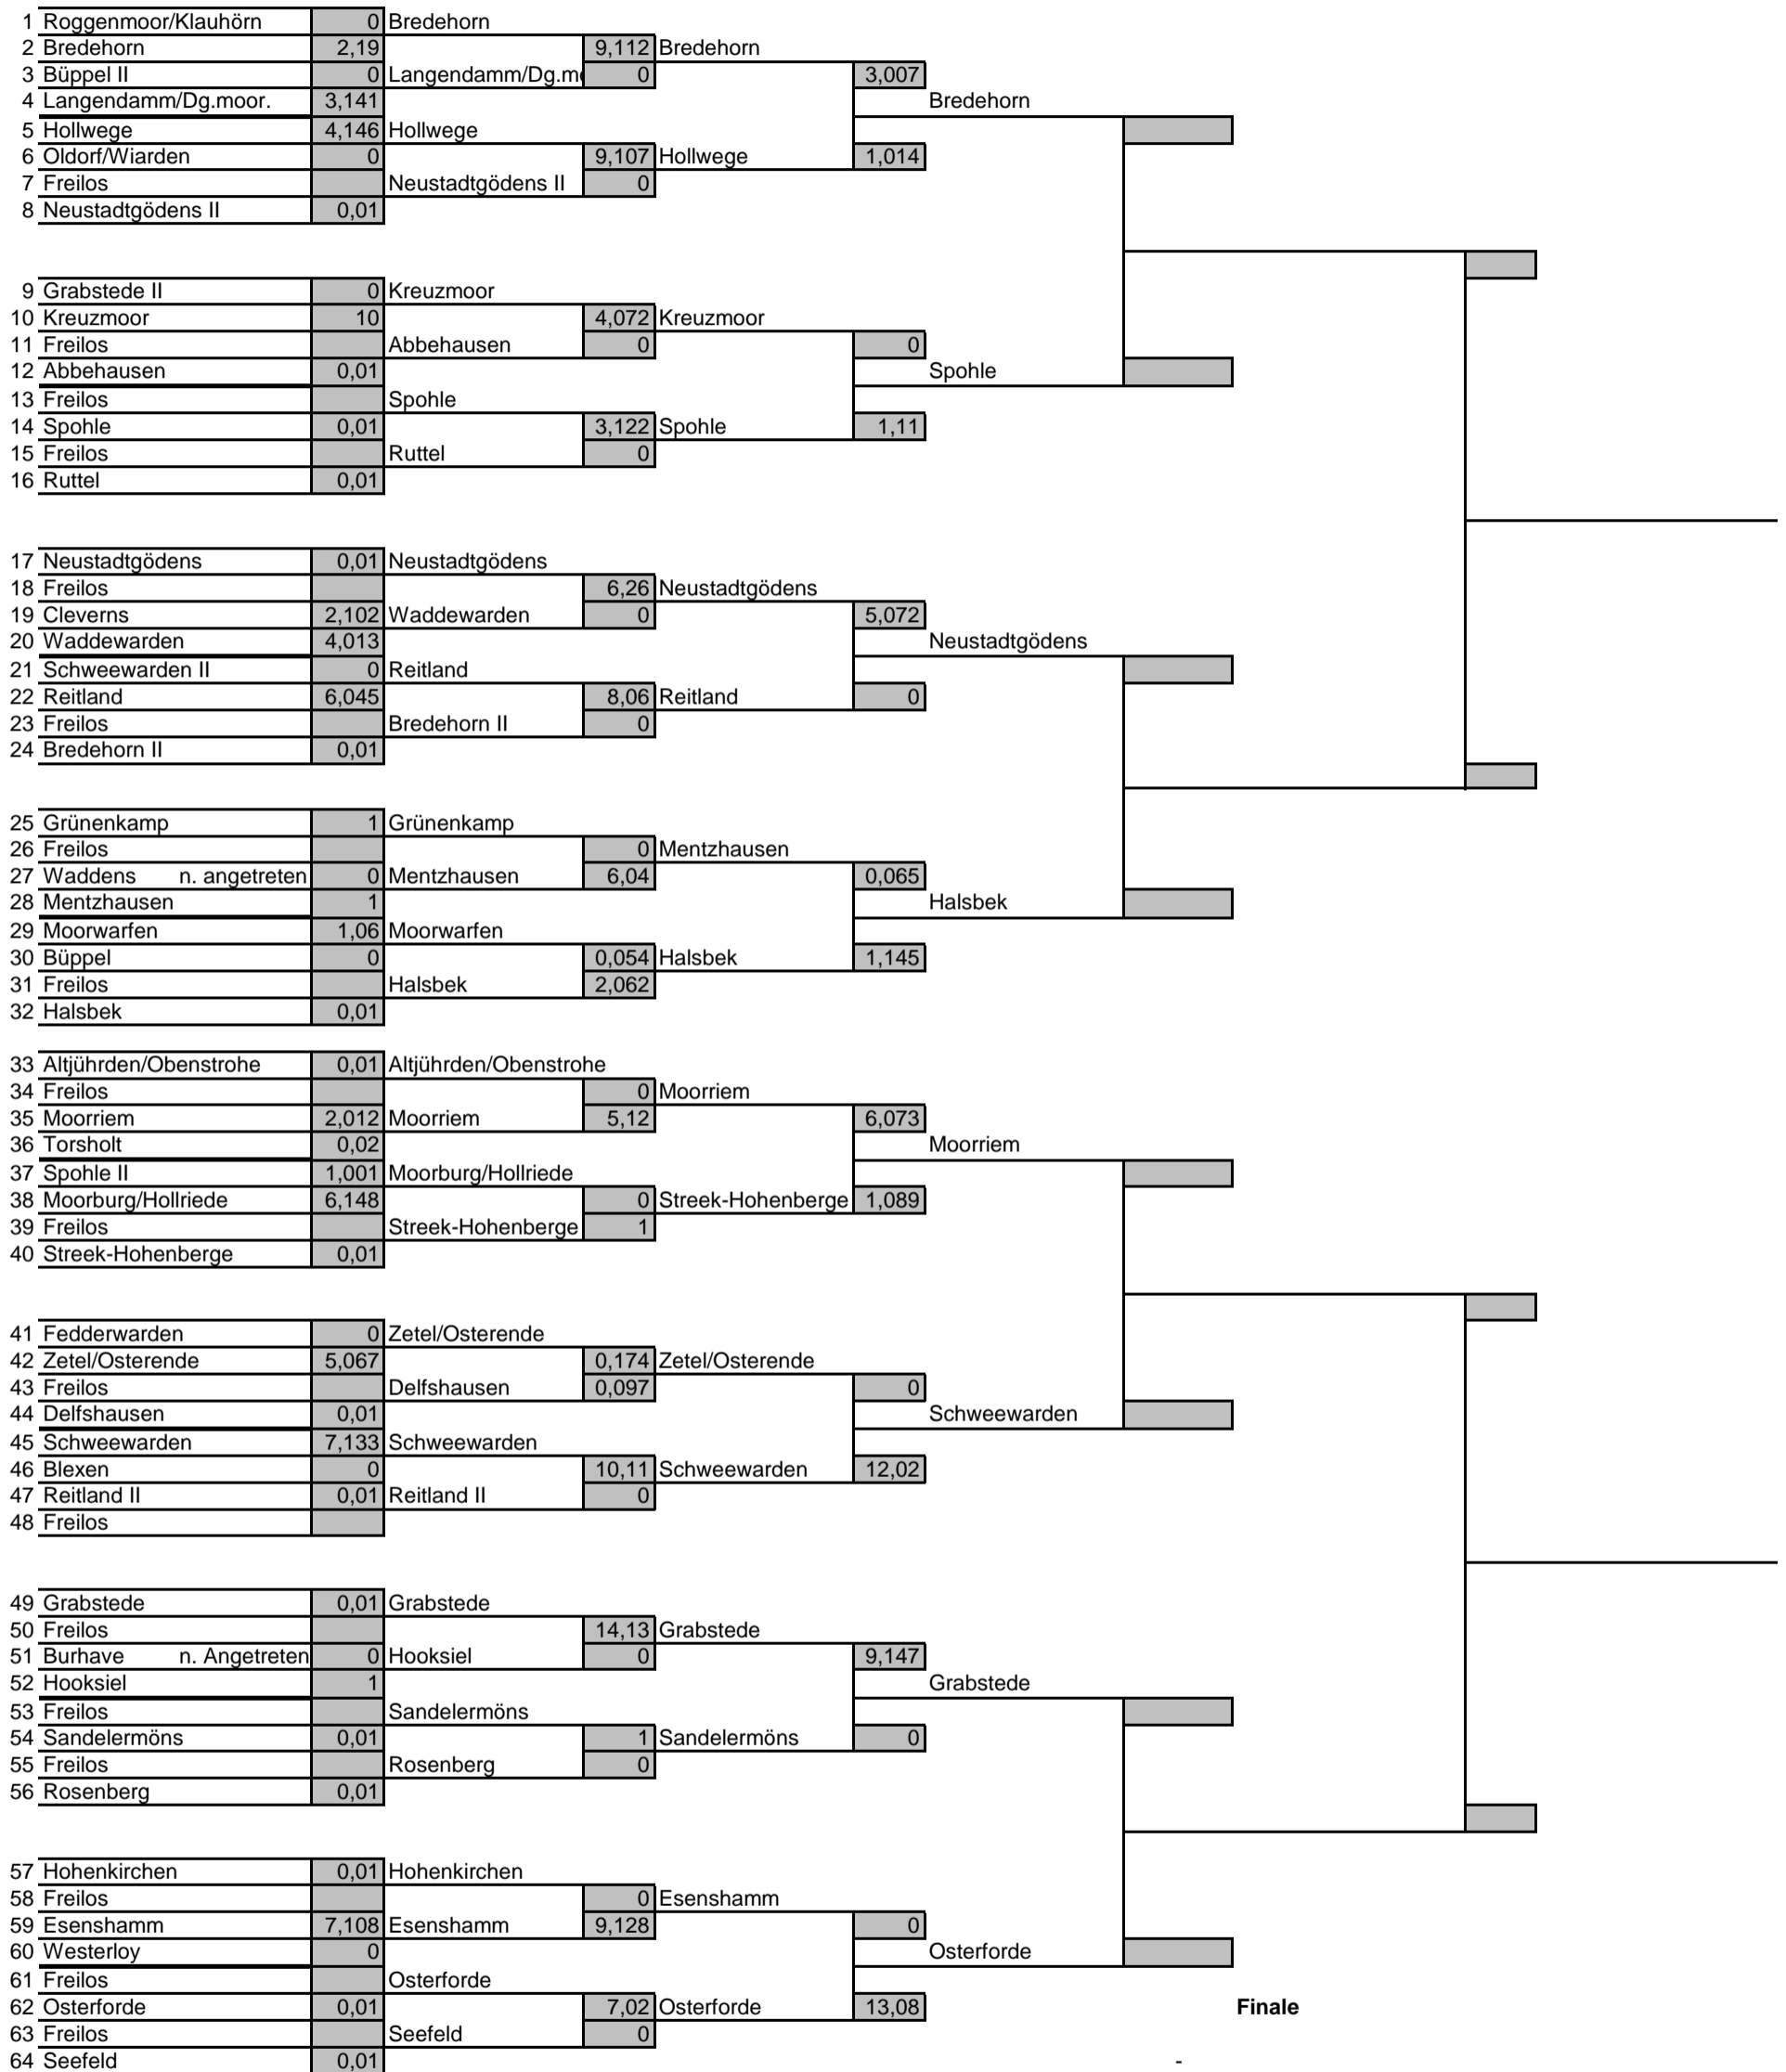 1 Roggenmoor/Klauhörn 0 Bredehorn
2 Bredehorn 2,19 9,112 Bredehorn
3 Büppel II 0 Langendamm/Dg.m 0 3,007
4 Langendamm/Dg.moor. 3,141 Bredehorn
5 Hollwege 4,146 Hollwege
6 Oldorf/Wiarden 0 9,107 Hollwege 1,014
7 Freilos Neustadtgödens II 0
8 Neustadtgödens II 0,01
9 Grabstede II 0 Kreuzmoor
10 Kreuzmoor 10 4,072 Kreuzmoor
11 Freilos Abbehausen 0 0
12 Abbehausen 0,01 Spohle
13 Freilos Spohle
14 Spohle 0,01 3,122 Spohle 1,11
15 Freilos Ruttel 0
16 Ruttel 0,01
17 Neustadtgödens 0,01 Neustadtgödens
18 Freilos 6,26 Neustadtgödens
19 Cleverns 2,102 Waddewarden 0 5,072
20 Waddewarden 4,013 Neustadtgödens
21 Schweewarden II 0 Reitland
22 Reitland 6,045 8,06 Reitland 0
23 Freilos Bredehorn II 0
24 Bredehorn II 0,01
25 Grünenkamp 1 Grünenkamp
26 Freilos 0 Mentzhausen
27 Waddens n. angetreten 0 Mentzhausen 6,04 0,065
28 Mentzhausen 1 Halsbek
29 Moorwarfen 1,06 Moorwarfen
30 Büppel 0 0,054 Halsbek 1,145
31 Freilos Halsbek 2,062
32 Halsbek 0,01
33 Altjührden/Obenstrohe 0,01 Altjührden/Obenstrohe
34 Freilos 0 Moorriem
35 Moorriem 2,012 Moorriem 5,12 6,073
36 Torsholt 0,02 Moorriem
37 Spohle II 1,001 Moorburg/Hollriede
38 Moorburg/Hollriede 6,148 0 Streek-Hohenberge 1,089
39 Freilos Streek-Hohenberge 1
40 Streek-Hohenberge 0,01
41 Fedderwarden 0 Zetel/Osterende
42 Zetel/Osterende 5,067 0,174 Zetel/Osterende
43 Freilos Delfshausen 0,097 0
44 Delfshausen 0,01 Schweewarden
45 Schweewarden 7,133 Schweewarden
46 Blexen 0 10,11 Schweewarden 12,02
47 Reitland II 0,01 Reitland II 0
48 Freilos
49 Grabstede 0,01 Grabstede
50 Freilos 14,13 Grabstede
51 Burhave n. Angetreten 0 Hooksiel 0 9,147
52 Hooksiel 1 Grabstede
53 Freilos Sandelermöns
54 Sandelermöns 0,01 1 Sandelermöns 0
55 Freilos Rosenberg 0
56 Rosenberg 0,01
57 Hohenkirchen 0,01 Hohenkirchen
58 Freilos 0 Esenshamm
59 Esenshamm 7,108 Esenshamm 9,128 0
60 Westerloy 0 Osterforde
61 Freilos Osterforde
62 Osterforde 0,01 7,02 Osterforde 13,08 Finale
63 Freilos Seefeld 0
64 Seefeld 0,01 -